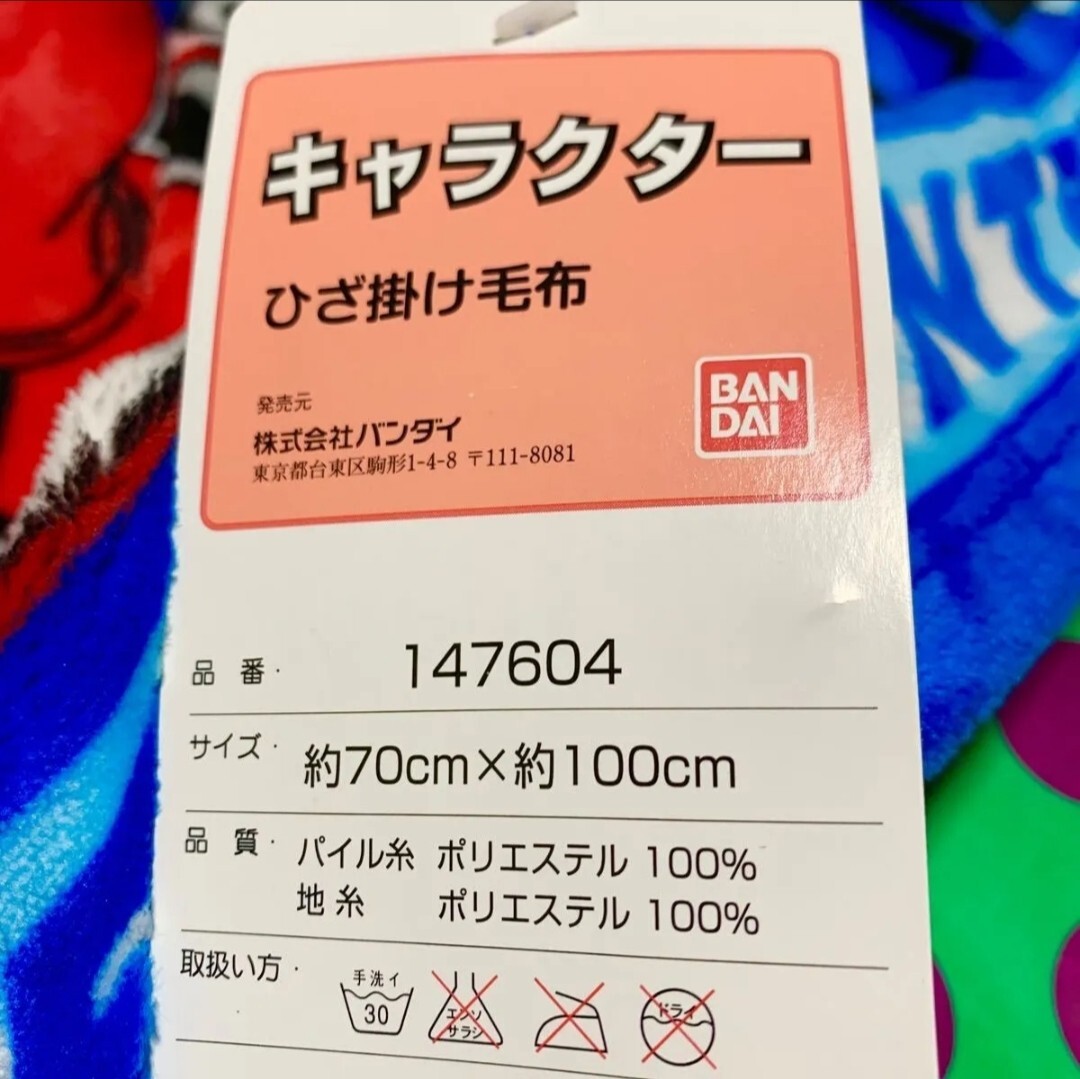 キャラクター
ひざ掛け毛布
発売元
株式会社バンダイ
東京都台東区駒形1-4-8 〒111-8081
BAN
DAI
品 番・ 147604
サイズ・ 約70cm×約100cm
品 質・ パイル糸 ポリエステル 100%
地 糸 ポリエステル 100%
取扱い方・
手洗イ
30
エンソ
サラシ
ドライ